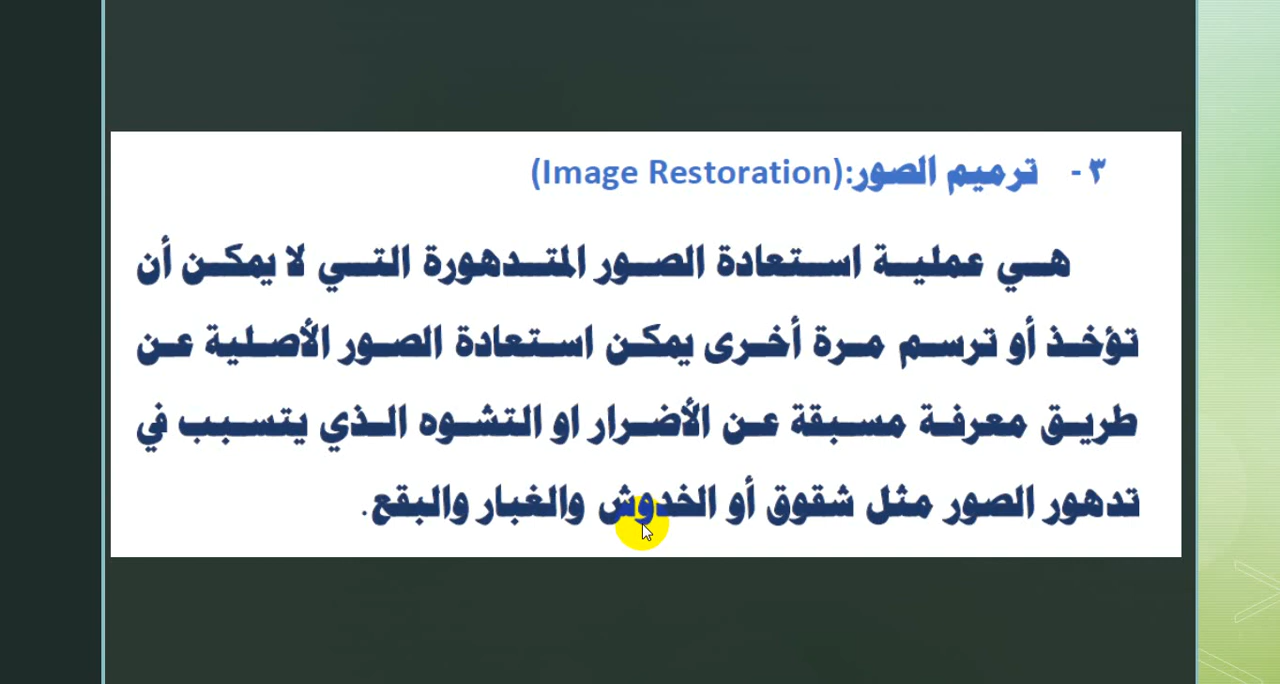 ٣- ترميم الصور:(Image Restoration)
هي عملية استعادة الصور المتدهورة التي لا يمكن أن
تؤخذ أو ترسم مرة أخرى يمكن استعادة الصور الأصلية عن
طريق معرفة مسبقة عن الأضرار او التشوه الذي يتسبب في
تدهور الصور مثل شقوق أو الخدوش والغبار والبقع.